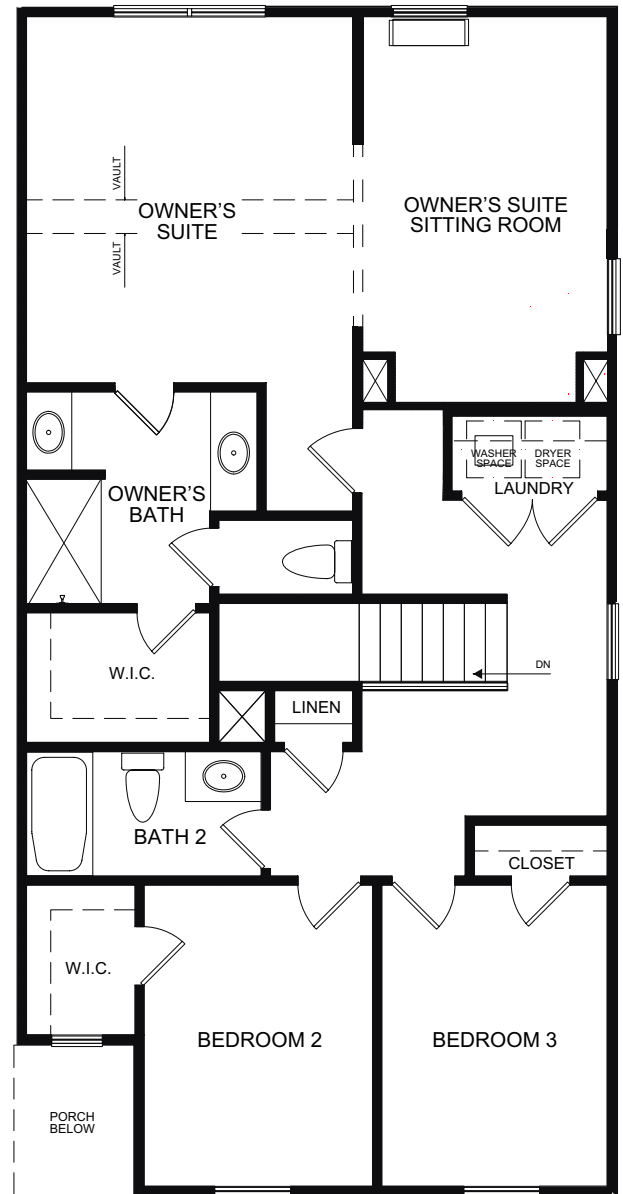 VAULT
OWNER'S
SUITE
VAULT
OWNER'S SUITE
SITTING ROOM
WASHER
SPACE
DRYER
SPACE
LAUNDRY
OWNER'S
BATH
W.I.C.
DN
LINEN
BATH 2
CLOSET
W.I.C.
BEDROOM 2
BEDROOM 3
PORCH
BELOW